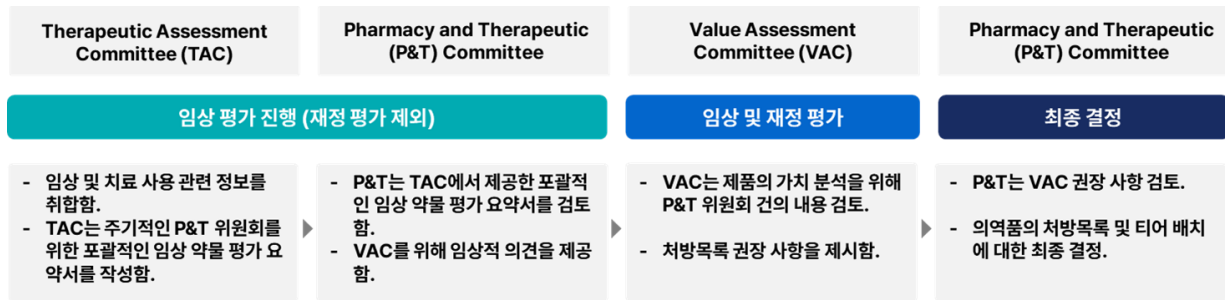 Therapeutic Assessment
Committee (TAC)
Pharmacy and Therapeutic
(P&T) Committee
Value Assessment
Committee (VAC)
Pharmacy and Therapeutic
(P&T) Committee
임상 평가 진행 (재정 평가 제외)
임상 및 재정 평가
최종 결정
- 임상 및 치료 사용 관련 정보를
취합함.
- TAC는 주기적인 P&T 위원회를
위한 포괄적인 임상 약물 평가 요
약서를 작성함.
- P&T는 TAC에서 제공한 포괄적
인 임상 약물 평가 요약서를 검토
함.
- VAC를 위해 임상적 의견을 제공
함.
- VAC는 제품의 가치 분석을 위해
P&T 위원회 건의 내용 검토.
- 처방목록 권장 사항을 제시함.
- P&T는 VAC 권장 사항 검토.
- 의역품의 처방목록 및 티어 배치
에 대한 최종 결정.